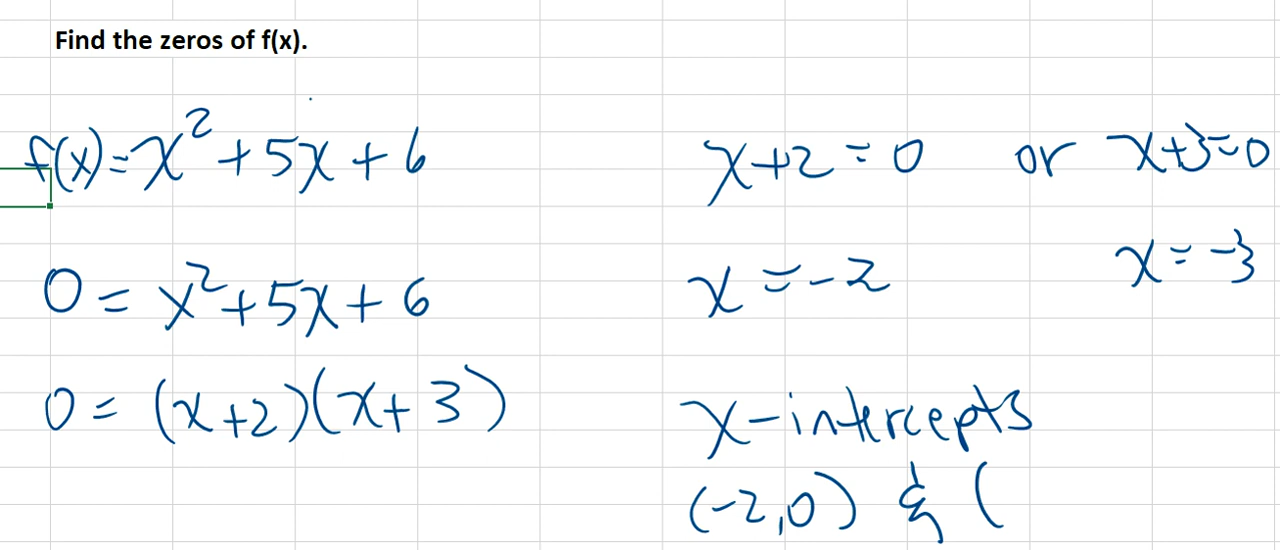 Find the zeros of f(x).
f(x)=x²+5x+6
0=x²+5x+6
0=(x+2)(x+3)
x+2=0 or x+3=0
x=-2 x=-3
x-intercepts
(-2,0) & (